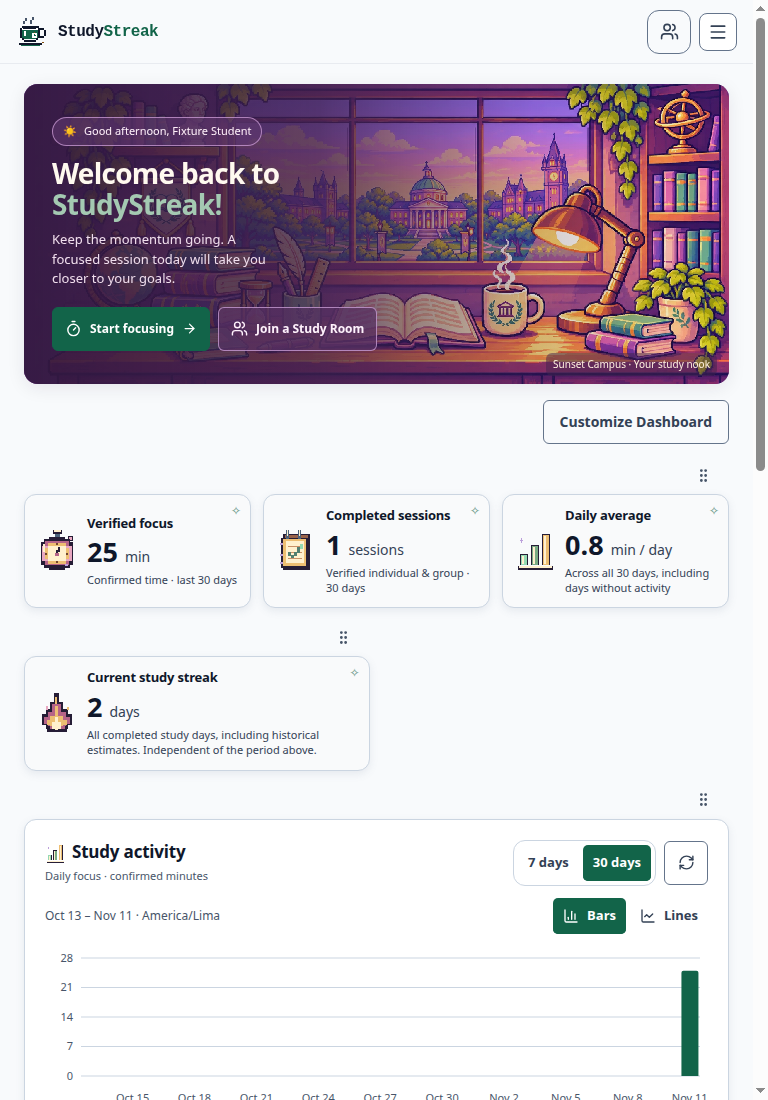 StudyStreak
Good afternoon, Fixture Student
Welcome back to
StudyStreak!
Keep the momentum going. A
focused session today will take you
closer to your goals.
Start focusing
Join a Study Room
Sunset Campus · Your study nook
Customize Dashboard
Verified focus
25 min
Confirmed time · last 30 days
Completed sessions
1 sessions
Verified individual & group ·
30 days
Daily average
0.8 min / day
Across all 30 days, including
days without activity
Current study streak
2 days
All completed study days, including historical
estimates. Independent of the period above.
Study activity
Daily focus · confirmed minutes
7 days
30 days
Oct 13 – Nov 11 · America/Lima
Bars
Lines
28
21
14
7
0
Oct 15 Oct 18 Oct 21 Oct 24 Oct 27 Oct 30 Nov 2 Nov 5 Nov 8 Nov 11